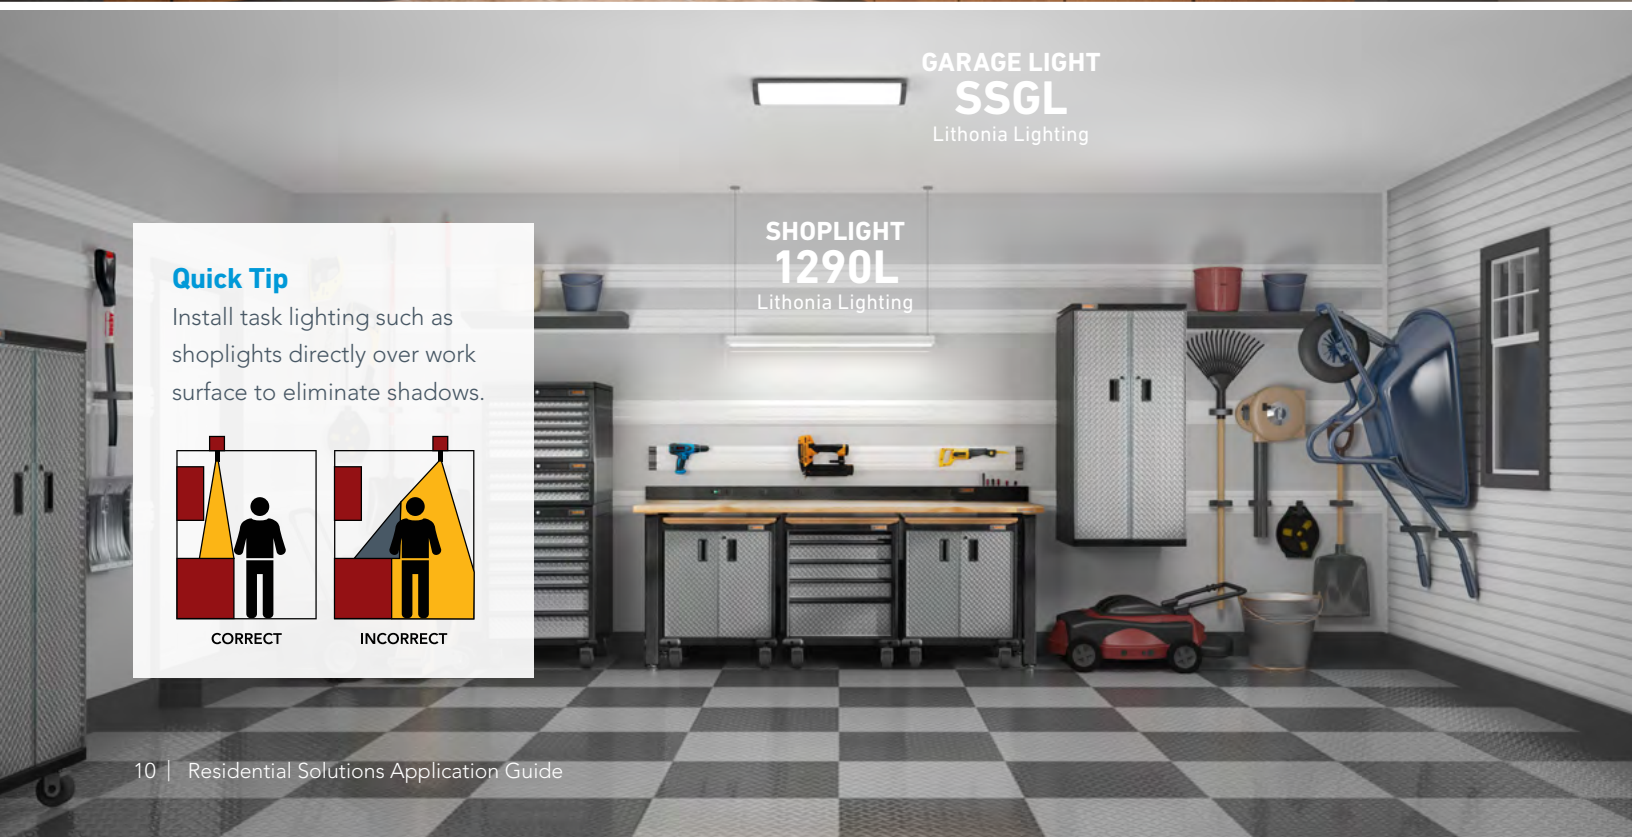 GARAGE LIGHT
SSGL
Lithonia Lighting
SHOPLIGHT
1290L
Lithonia Lighting
Quick Tip
Install task lighting such as
shoplights directly over work
surface to eliminate shadows.
CORRECT
INCORRECT
10 | Residential Solutions Application Guide